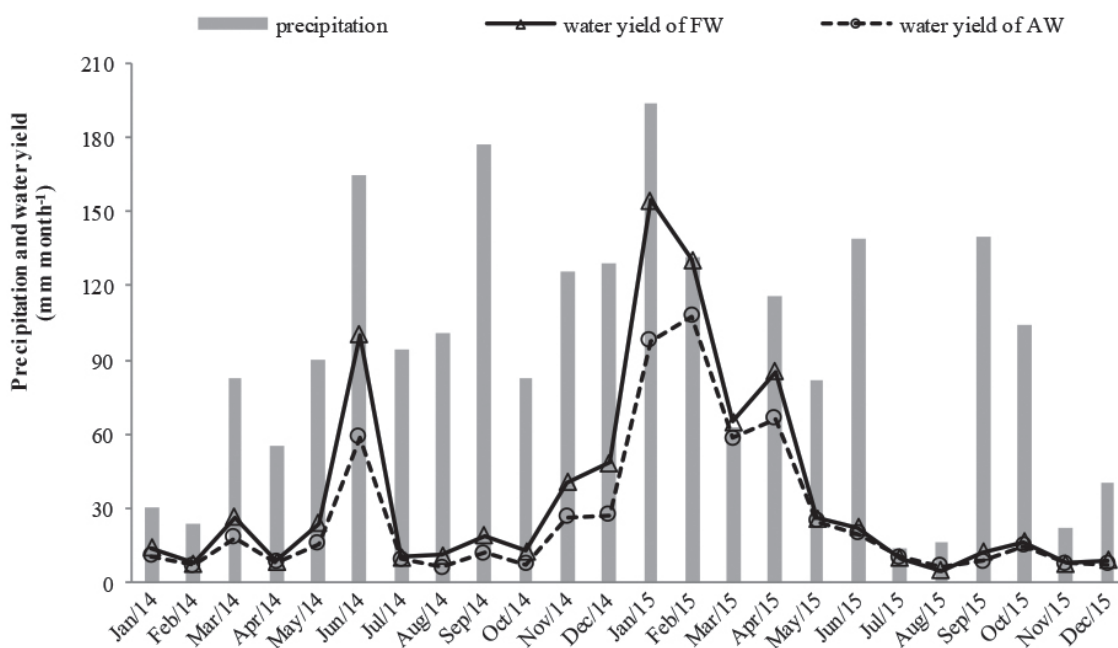 precipitation
water yield of FW
water yield of AW
Precipitation and water yield
(mm month⁻¹)
210
180
150
120
90
60
30
0
Jan/14
Feb/14
Mar/14
Apr/14
May/14
Jun/14
Jul/14
Aug/14
Sep/14
Oct/14
Nov/14
Dec/14
Jan/15
Feb/15
Mar/15
Apr/15
May/15
Jun/15
Jul/15
Aug/15
Sep/15
Oct/15
Nov/15
Dec/15